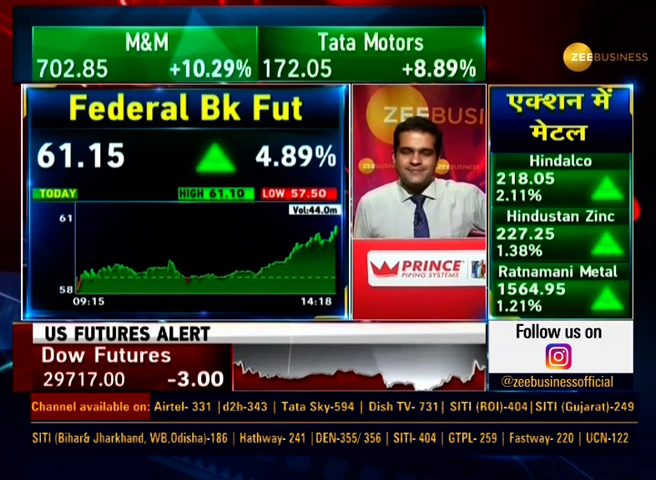 M&M
702.85 +10.29%
Tata Motors
172.05 +8.89%
ZEEBUSINESS
Federal Bk Fut
61.15 4.89%
TODAY HIGH 61.10 LOW 57.50
Vol:44.0m
61
58
09:15 14:18
ZEEBUSI
ZEEBUSINESS
PRINCE
PIPING SYSTEMS
एक्शन में
मेटल
Hindalco
218.05
2.11%
Hindustan Zinc
227.25
1.38%
Ratnamani Metal
1564.95
1.21%
US FUTURES ALERT
Dow Futures
29717.00 -3.00
Follow us on
@zeebusinessofficial
Channel available on: Airtel- 331 |d2h-343 | Tata Sky-594 | Dish TV- 731| SITI (ROI)-404|SITI (Gujarat)-249
SITI (Bihar& Jharkhand, WB,Odisha)-186 | Hathway- 241 |DEN-355/ 356 | SITI- 404 | GTPL- 259 | Fastway- 220 | UCN-122